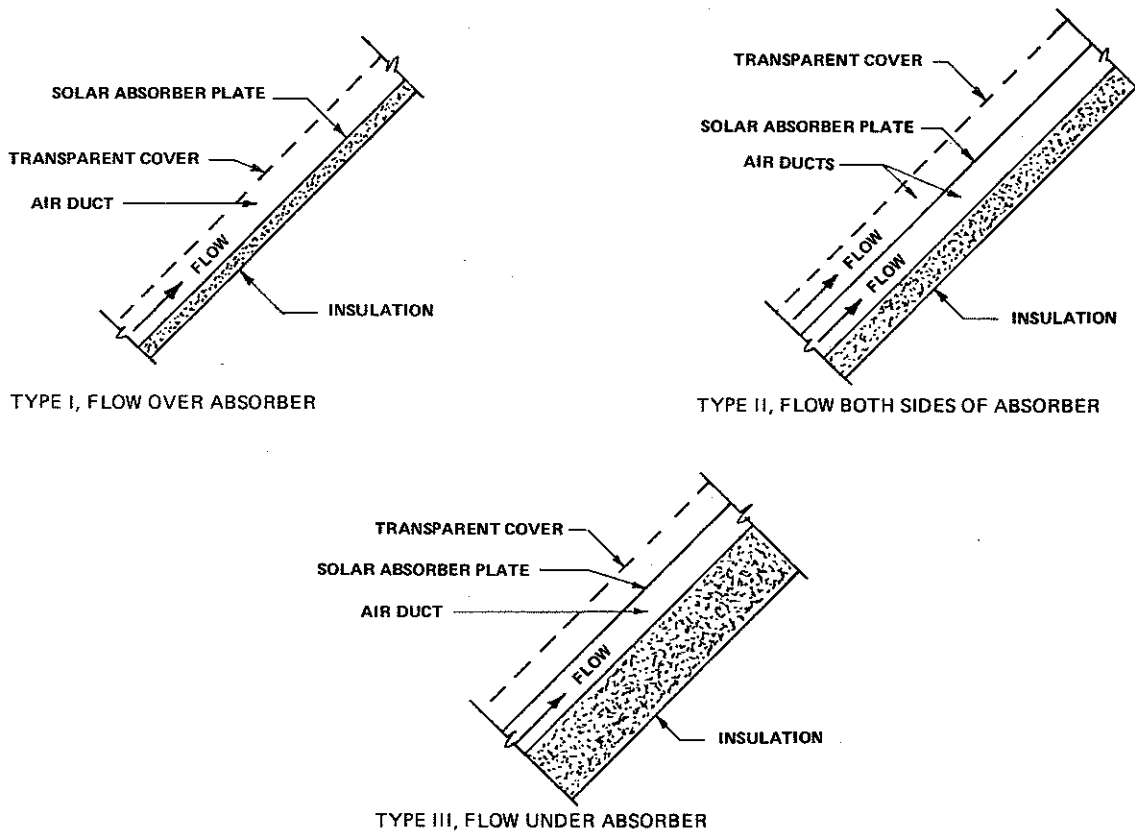 SOLAR ABSORBER PLATE
TRANSPARENT COVER
AIR DUCT
FLOW
INSULATION
TYPE I, FLOW OVER ABSORBER
TRANSPARENT COVER
SOLAR ABSORBER PLATE
AIR DUCTS
FLOW
FLOW
INSULATION
TYPE II, FLOW BOTH SIDES OF ABSORBER
TRANSPARENT COVER
SOLAR ABSORBER PLATE
AIR DUCT
FLOW
INSULATION
TYPE III, FLOW UNDER ABSORBER